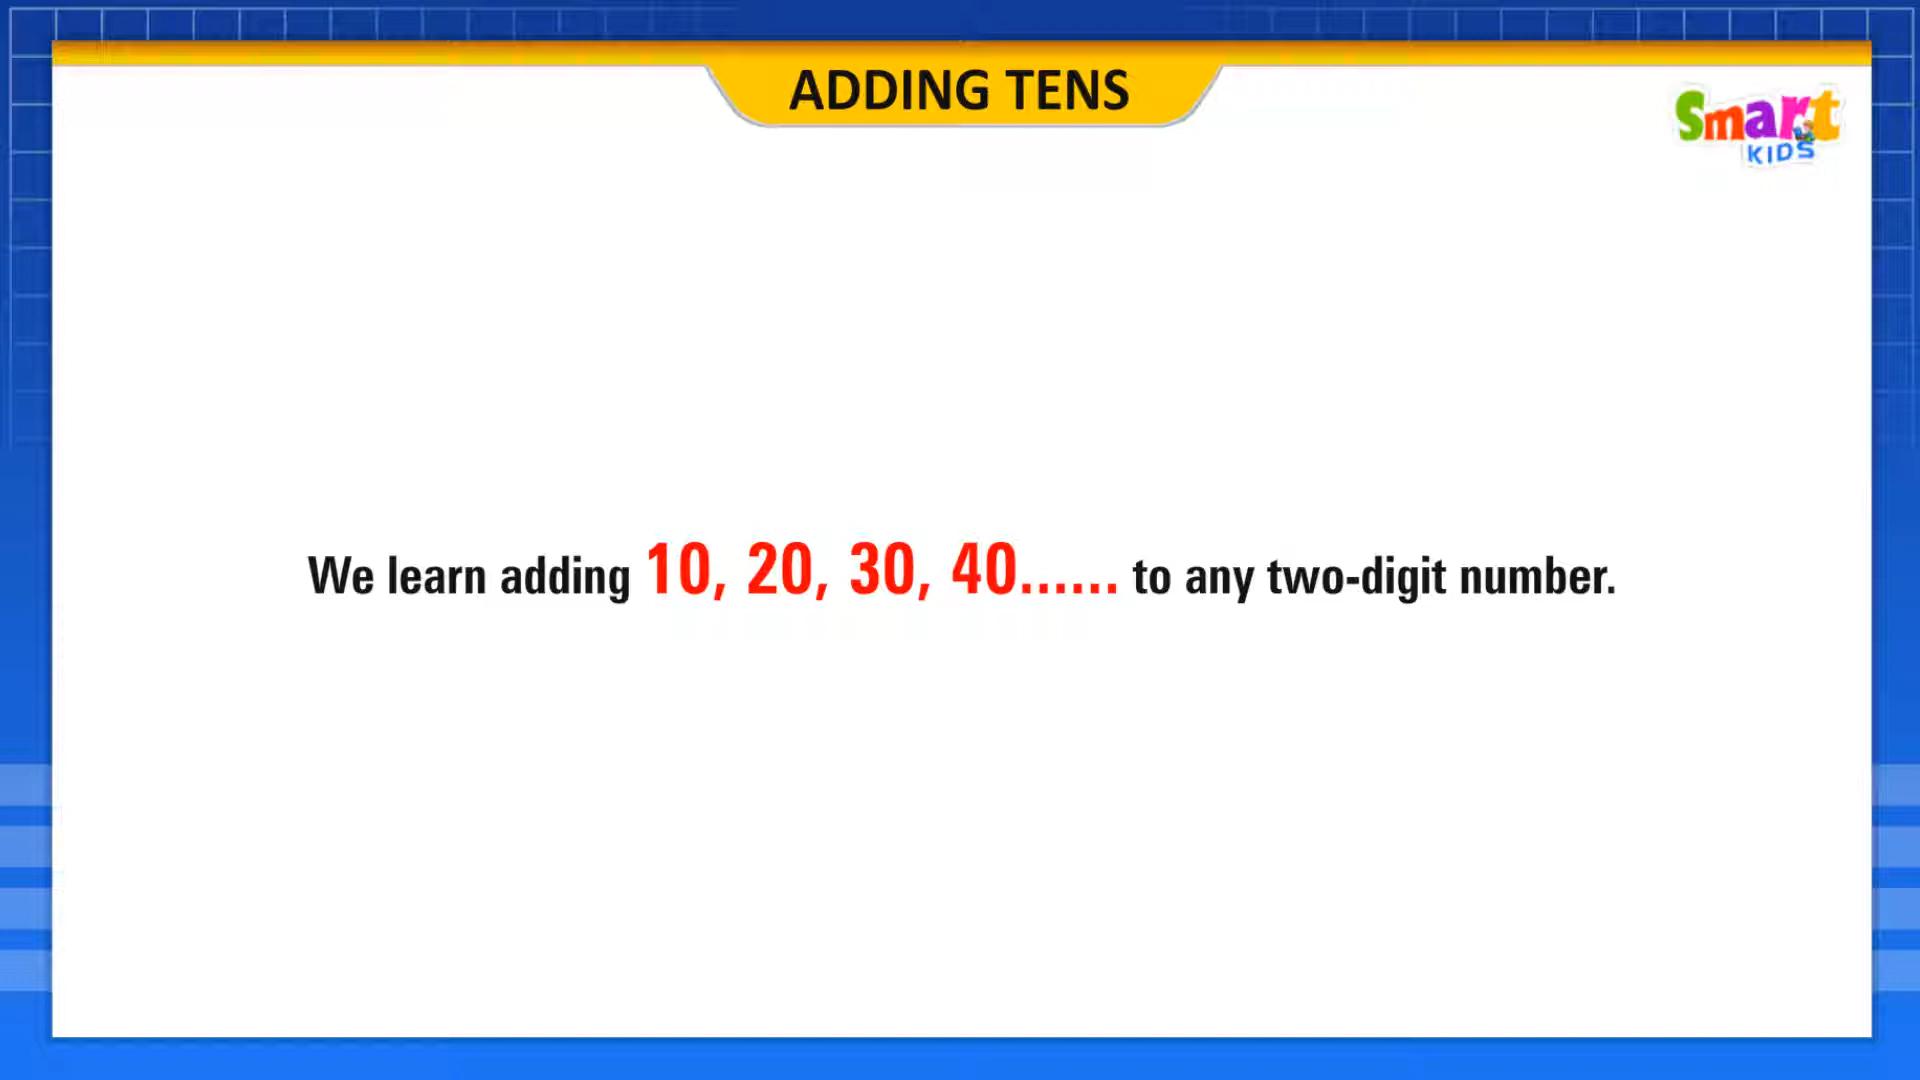 ADDING TENS
Smart
KIDS
We learn adding 10, 20, 30, 40...... to any two-digit number.